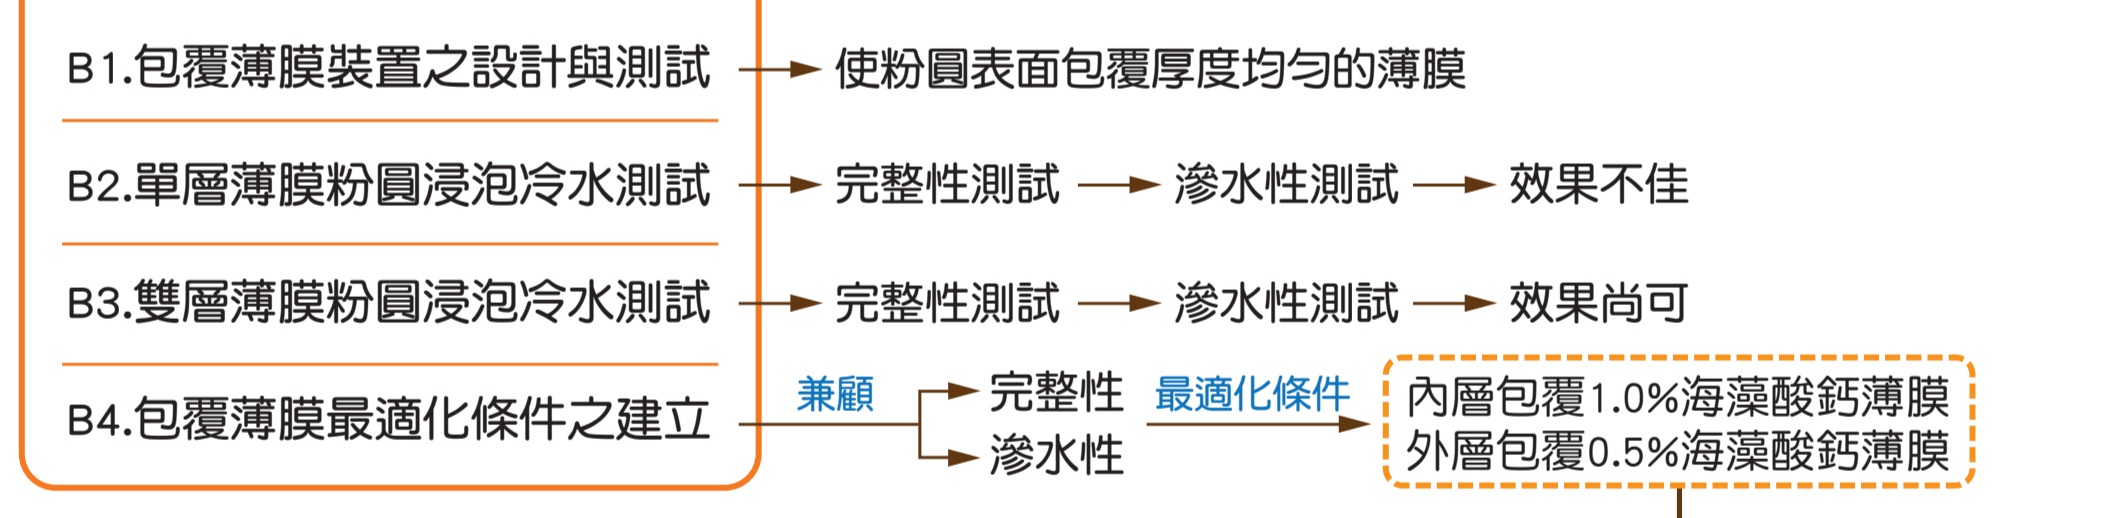 B1.包覆薄膜裝置之設計與測試
使粉圓表面包覆厚度均勻的薄膜
B2.單層薄膜粉圓浸泡冷水測試
完整性測試
滲水性測試
效果不佳
B3.雙層薄膜粉圓浸泡冷水測試
完整性測試
滲水性測試
效果尚可
B4.包覆薄膜最適化條件之建立
兼顧
完整性
滲水性
最適化條件
內層包覆1.0%海藻酸鈣薄膜
外層包覆0.5%海藻酸鈣薄膜